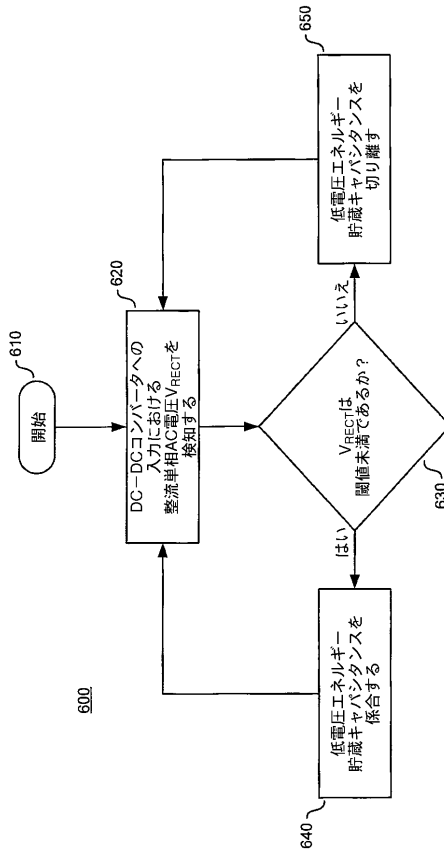 600
610
開始
620
DC－DCコンバータへの
入力における
整流単相AC電圧VRECTを
検知する
630
VRECTは
閾値未満であるか？
はい
いいえ
640
低電圧エネルギー
貯蔵キャパシタンスを
係合する
650
低電圧エネルギー
貯蔵キャパシタンスを
切り離す